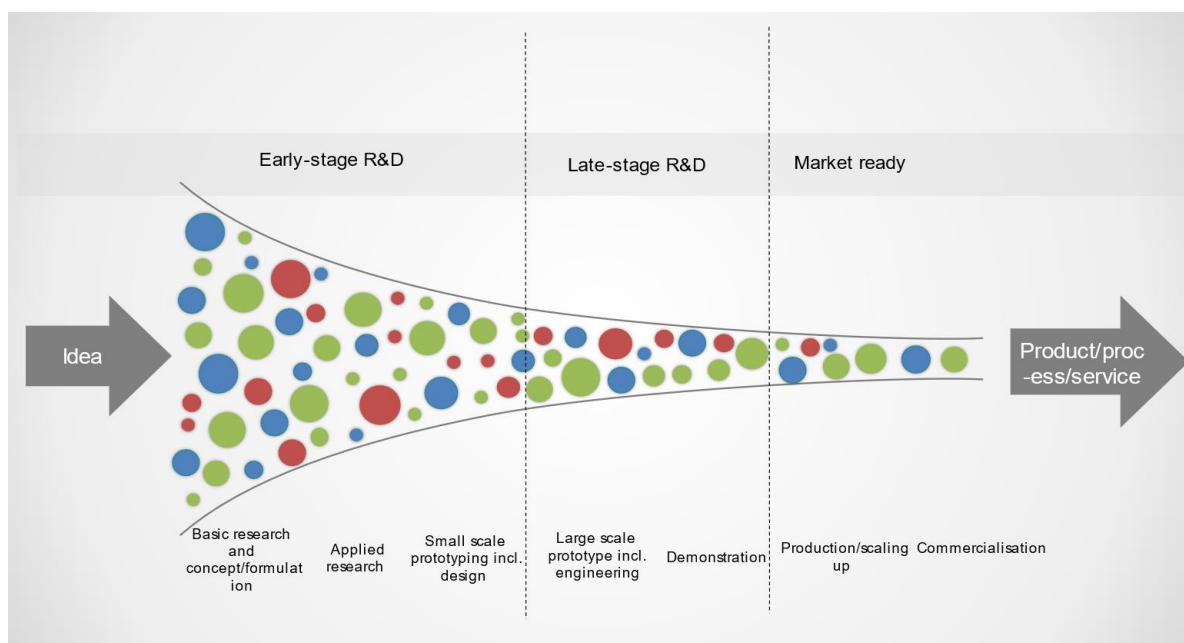 Early-stage R&D
Late-stage R&D
Market ready
Idea
Product/proc
-ess/service
Basic research
and
concept/formulat
ion
Applied
research
Small scale
prototyping incl.
design
Large scale
prototype incl.
engineering
Demonstration
Production/scaling
up
Commercialisation